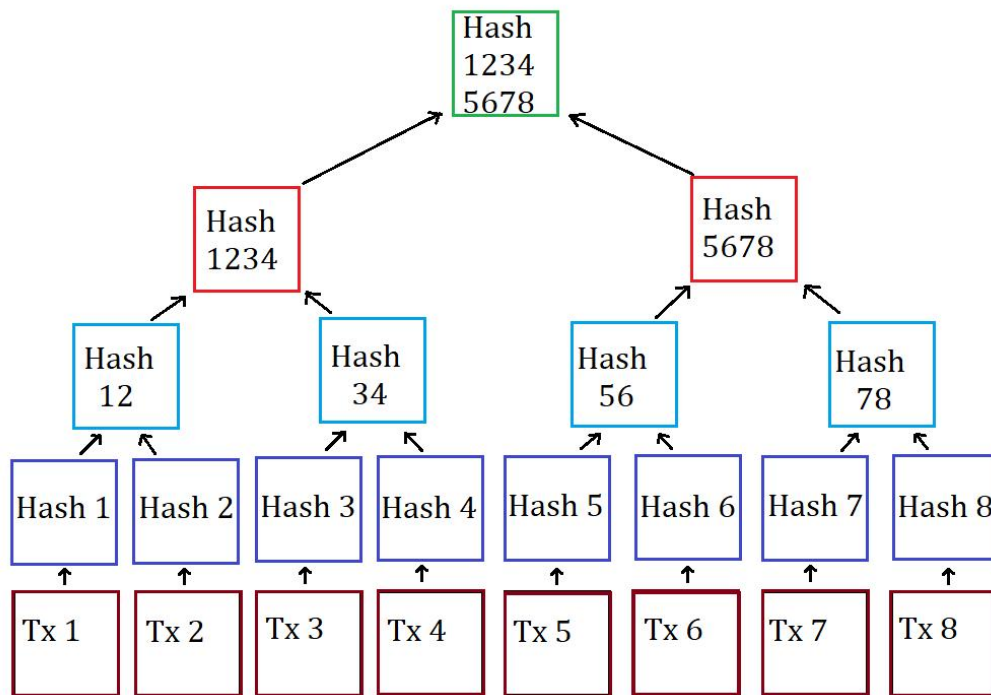 Hash
1234
5678
Hash
1234
Hash
5678
Hash
12
Hash
34
Hash
56
Hash
78
Hash 1
Hash 2
Hash 3
Hash 4
Hash 5
Hash 6
Hash 7
Hash 8
Tx 1
Tx 2
Tx 3
Tx 4
Tx 5
Tx 6
Tx 7
Tx 8